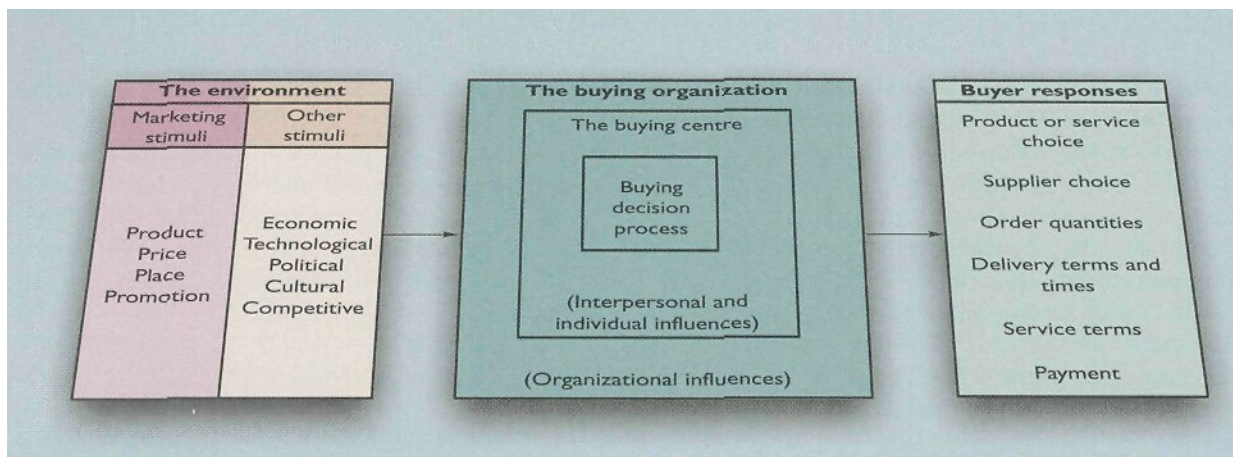 The environment
Marketing
stimuli
Other
stimuli
Product
Price
Place
Promotion
Economic
Technological
Political
Cultural
Competitive
The buying organization
The buying centre
Buying
decision
process
(Interpersonal and
individual influences)
(Organizational influences)
Buyer responses
Product or service
choice
Supplier choice
Order quantities
Delivery terms and
times
Service terms
Payment